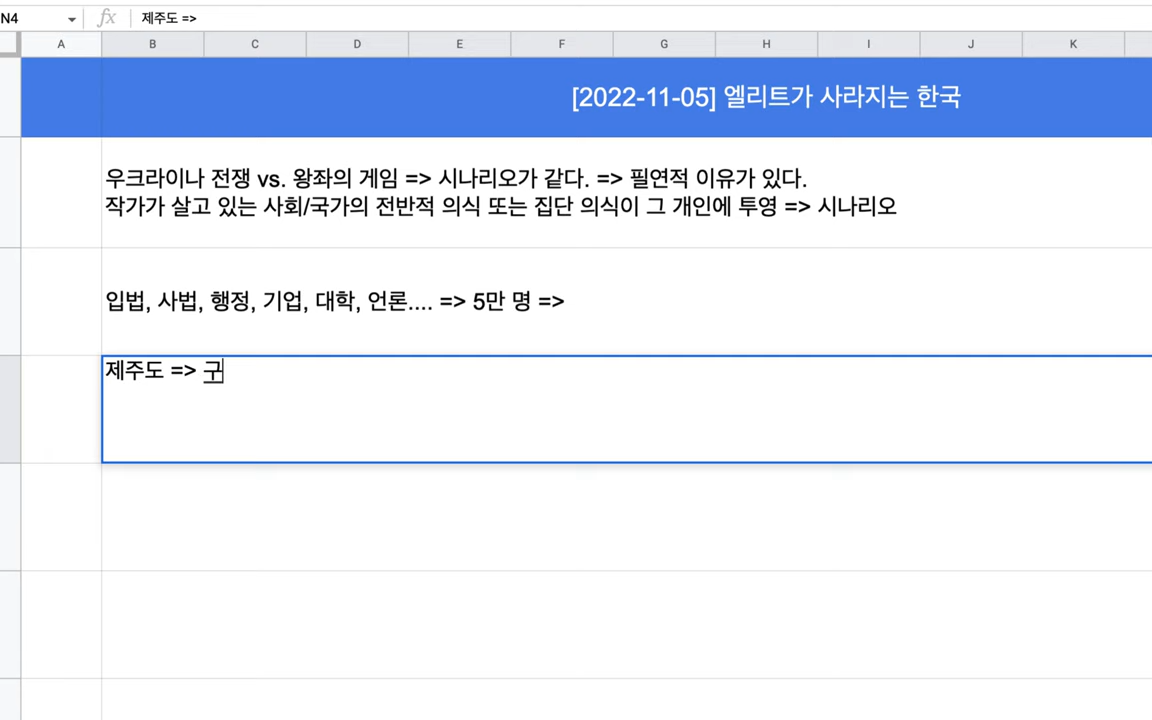 N4 fx 제주도 =>
A B C D E F G H I J K
[2022-11-05] 엘리트가 사라지는 한국
우크라이나 전쟁 vs. 왕좌의 게임 => 시나리오가 같다. => 필연적 이유가 있다.
작가가 살고 있는 사회/국가의 전반적 의식 또는 집단 의식이 그 개인에 투영 => 시나리오
입법, 사법, 행정, 기업, 대학, 언론.... => 5만 명 =>
제주도 => 구